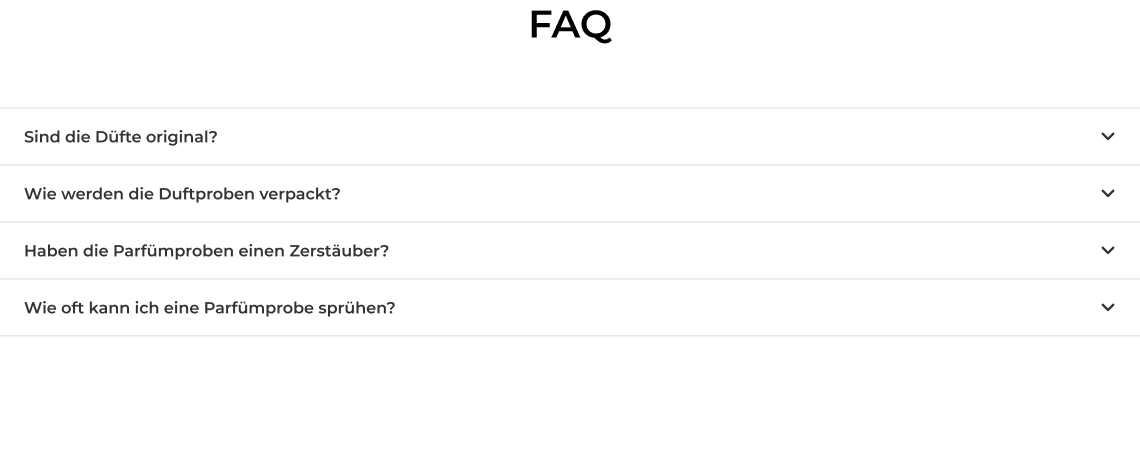 FAQ
Sind die Düfte original?
Wie werden die Duftproben verpackt?
Haben die Parfümproben einen Zerstäuber?
Wie oft kann ich eine Parfümprobe sprühen?